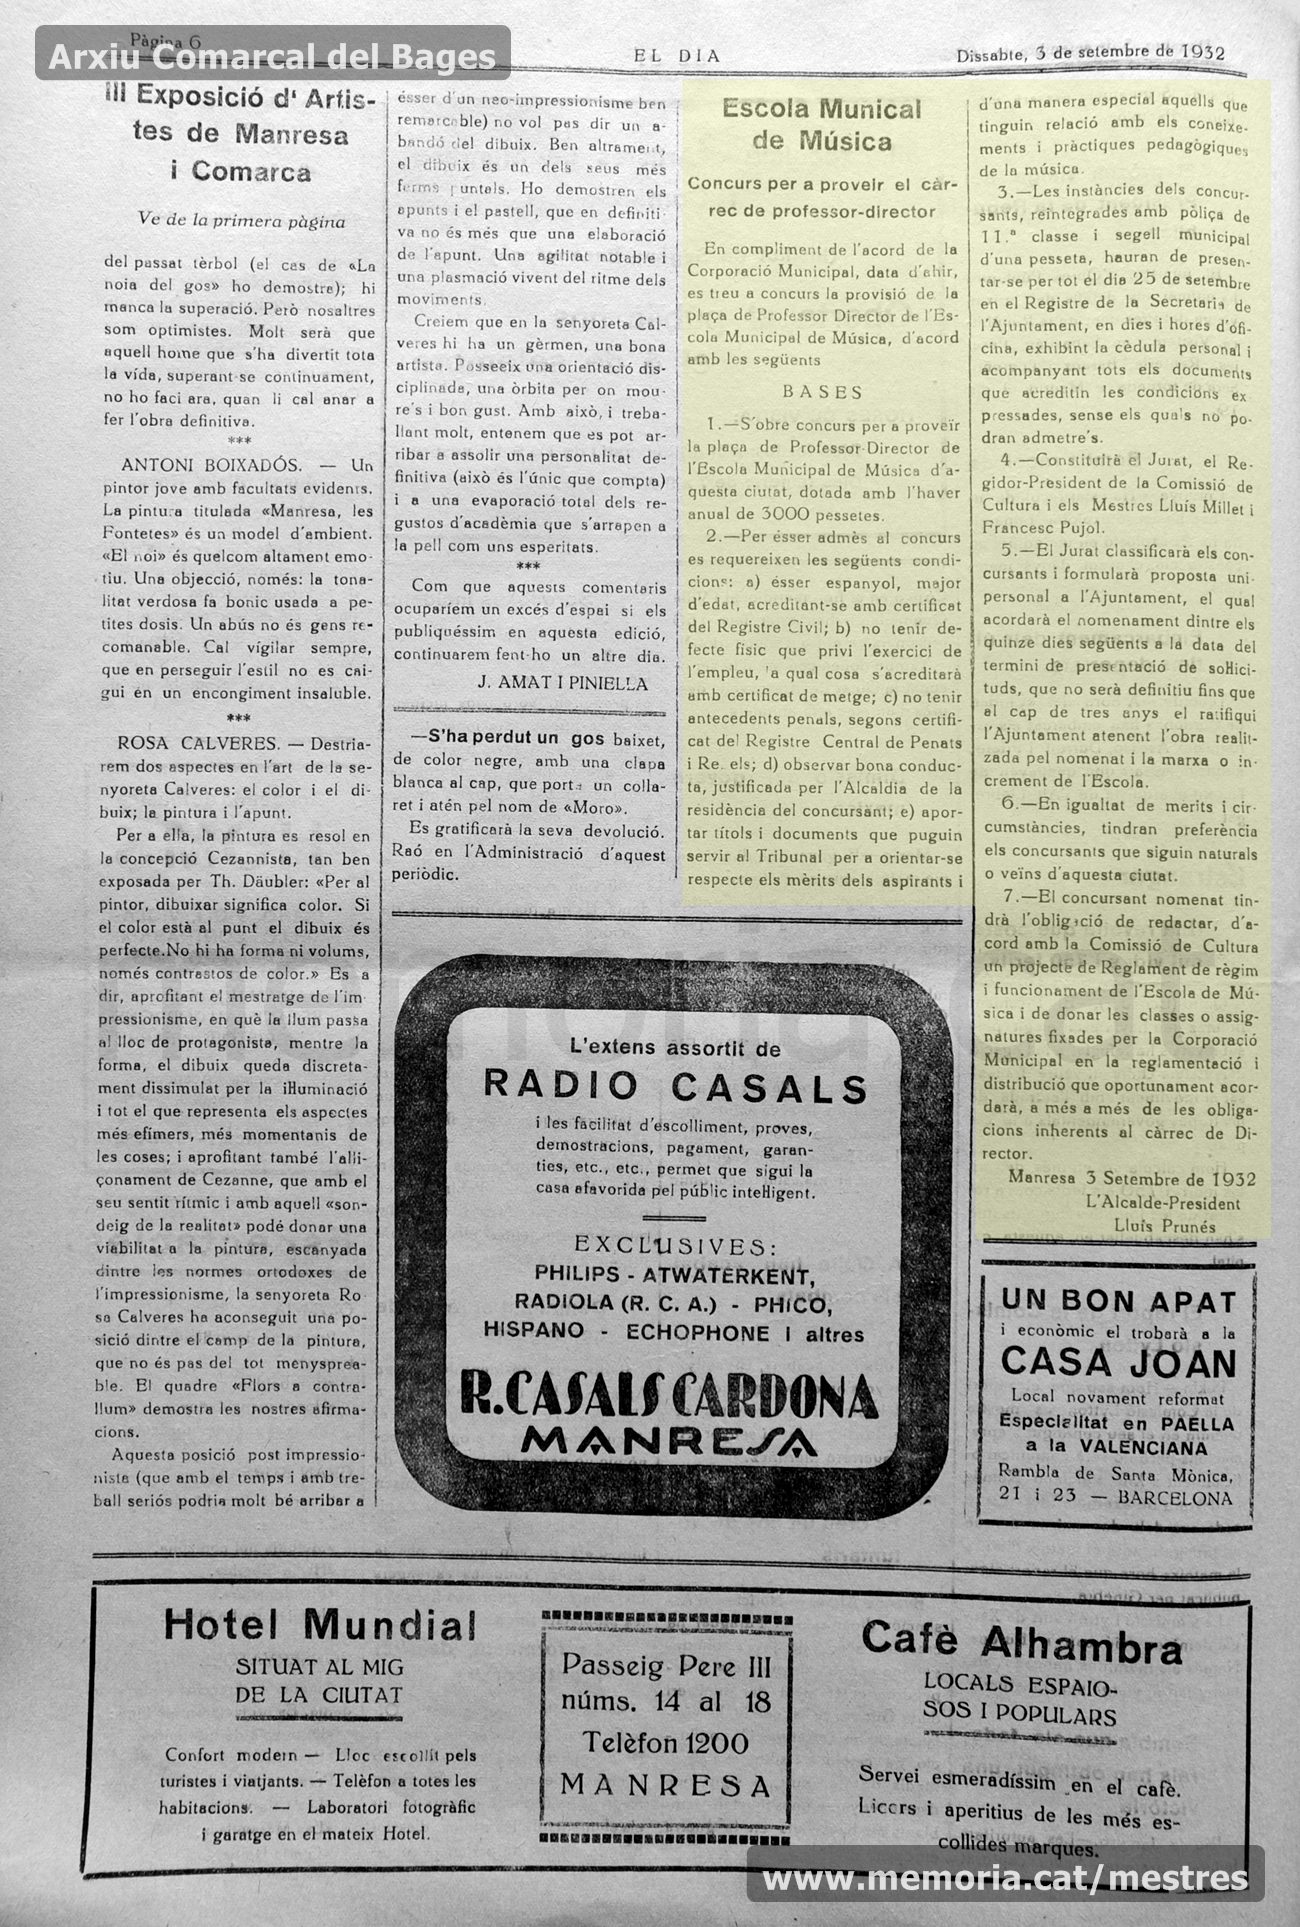 Arxiu Comarcal del Bages
Pàgina 6
EL DIA
Dissabte, 3 de setembre de 1932
III Exposició d' Artis-
tes de Manresa
i Comarca
Ve de la primera pàgina
del passat tèrbol (el cas de «La
noia del gos» ho demostra); hi
manca la superació. Però nosaltres
som optimistes. Molt serà que
aquell home que s'ha divertit tota
la vida, superant-se contínuament,
no ho faci ara, quan li cal anar a
fer l'obra definitiva.
***
ANTONI BOIXADÓS. — Un
pintor jove amb facultats evidents.
La pintura titulada «Manresa, les
Fontetes» és un model d'ambient.
«El noi» és quelcom altament emo-
tiu. Una objecció, només: la tona-
litat verdosa fa bonic usada a pe-
tites dosis. Un abús no és gens re-
comanable. Cal vigilar sempre,
que en perseguir l'estil no es cai-
gui en un encongiment insaluble.
***
ROSA CALVERES. — Destria-
rem dos aspectes en l'art de la se-
nyoreta Calveres: el color i el di-
buix; la pintura i l'apunt.
Per a ella, la pintura es resol en
la concepció Cezannista, tan ben
exposada per Th. Däubler: «Per al
pintor, dibuixar significa color. Si
el color està al punt el dibuix és
perfecte.No hi ha forma ni volums,
només contrastos de color.» Es a
dir, aprofitant el mestratge de l'im-
pressionisme, en què la llum passa
al lloc de protagonista, mentre la
forma, el dibuix queda discreta-
ment dissimulat per la il·luminació
i tot el que representa els aspectes
més efímers, més momentanis de
les coses; i aprofitant també l'alli-
çonament de Cezanne, que amb el
seu sentit rítmic i amb aquell «son-
deig de la realitat» podé donar una
viabilitat a la pintura, escanyada
dintre les normes ortodoxes de
l'impressionisme, la senyoreta Ro
sa Calveres ha aconseguit una po-
sició dintre el camp de la pintura,
que no és pas del tot menysprea-
ble. El quadre «Flors a contra-
llum» demostra les nostres afirma-
cions.
Aquesta posició post impressio-
nista (que amb el temps i amb tre-
ball seriós podria molt bé arribar a
ésser d'un neo-impressionisme ben
remarcable) no vol pas dir un a-
bandó del dibuix. Ben altrament,
el dibuix és un dels seus més
ferms puntals. Ho demostren els
apunts i el pastell, que en definiti
va no és més que una elaboració
de l'apunt. Una agilitat notable i
una plasmació vivent del ritme dels
moviments.
Creiem que en la senyoreta Cal-
veres hi ha un gèrmen, una bona
artista. Posseeix una orientació dis-
ciplinada, una òrbita per on mou-
re's i bon gust. Amb això, i treba-
llant molt, entenem que es pot ar-
ribar a assolir una personalitat de-
finitiva (això és l'únic que compta)
i a una evaporació total dels re-
gustos d'acadèmia que s'arrapen a
la pell com uns esperitats.
***
Com que aquests comentaris
ocuparíem un excés d'espai si els
publiquéssim en aquesta edició,
continuarem fent-ho un altre dia.
J. AMAT I PINIELLA
—S'ha perdut un gos baixet,
de color negre, amb una clapa
blanca al cap, que porta un colla-
ret i atén pel nom de «Moro».
Es gratificarà la seva devolució.
Raó en l'Administració d'aquest
periòdic.
Escola Munical
de Música
Concurs per a proveir el càr-
rec de professor-director
En compliment de l'acord de la
Corporació Municipal, data d'ahir,
es treu a concurs la provisió de la
plaça de Professor Director de l'Es-
cola Municipal de Música, d'acord
amb les següents
BASES
1.—S'obre concurs per a proveir
la plaça de Professor-Director de
l'Escola Municipal de Música d'a-
questa ciutat, dotada amb l'haver
anual de 3000 pessetes.
2.—Per ésser admès al concurs
es requereixen les següents condi-
cions: a) ésser espanyol, major
d'edat, acreditant-se amb certificat
del Registre Civil; b) no tenir de-
fecte físic que privi l'exercici de
l'empleu, la qual cosa s'acreditarà
amb certificat de metge; c) no tenir
antecedents penals, segons certifi-
cat del Registre Central de Penats
i Re els; d) observar bona conduc-
ta, justificada per l'Alcaldia de la
residència del concursant; e) apor-
tar títols i documents que puguin
servir al Tribunal per a orientar-se
respecte els mèrits dels aspirants i
d'una manera especial aquells que
tinguin relació amb els coneixe-
ments i pràctiques pedagògiques
de la música.
3.—Les instàncies dels concur-
sants, reintegrades amb pòliça de
11.ª classe i segell municipal
d'una pesseta, hauran de presen-
tar-se per tot el dia 25 de setembre
en el Registre de la Secretaria de
l'Ajuntament, en dies i hores d'ofi-
cina, exhibint la cèdula personal i
acompanyant tots els documents
que acreditin les condicions ex
pressades, sense els quals no po-
dran admetre's.
4.—Constituirà el Jurat, el Re-
gidor-President de la Comissió de
Cultura i els Mestres Lluís Millet i
Francesc Pujol.
5.—El Jurat classificarà els con-
cursants i formularà proposta uni-
personal a l'Ajuntament, el qual
acordarà el nomenament dintre els
quinze dies següents a la data del
termini de presentació de sol·lici-
tuds, que no serà definitiu fins que
al cap de tres anys el ratifiqui
l'Ajuntament atenent l'obra realit-
zada pel nomenat i la marxa o in-
crement de l'Escola.
6.—En igualtat de merits i cir-
cumstàncies, tindran preferència
els concursants que siguin naturals
o veïns d'aquesta ciutat.
7.—El concursant nomenat tin-
drà l'obligació de redactar, d'a-
cord amb la Comissió de Cultura
un projecte de Reglament de règim
i funcionament de l'Escola de Mú-
sica i de donar les classes o assig-
natures fixades per la Corporació
Municipal en la reglamentació i
distribució que oportunament acor-
darà, a més a més de les obliga-
cions inherents al càrrec de Di-
rector.
Manresa 3 Setembre de 1932
L'Alcalde-President
Lluís Prunés
L'extens assortit de
RADIO CASALS
i les facilitat d'escolliment, proves,
demostracions, pagament, garan-
ties, etc., etc., permet que sigui la
casa afavorida pel públic intel·ligent.
EXCLUSIVES:
PHILIPS - ATWATERKENT,
RADIOLA (R. C. A.) - PHICO,
HISPANO - ECHOPHONE I altres
R. CASALS CARDONA
MANRESA
UN BON APAT
i econòmic el trobarà a la
CASA JOAN
Local novament reformat
Especialitat en PAELLA
a la VALENCIANA
Rambla de Santa Mònica,
21 i 23 — BARCELONA
Hotel Mundial
SITUAT AL MIG
DE LA CIUTAT
Confort modern — Lloc escollit pels
turistes i viatjants. — Telèfon a totes les
habitacions. — Laboratori fotogràfic
i garatge en el mateix Hotel.
Passeig Pere III
núms. 14 al 18
Telèfon 1200
MANRESA
Cafè Alhambra
LOCALS ESPAIO-
SOS I POPULARS
Servei esmeradíssim en el cafè.
Licors i aperitius de les més es-
collides marques.
www.memoria.cat/mestres